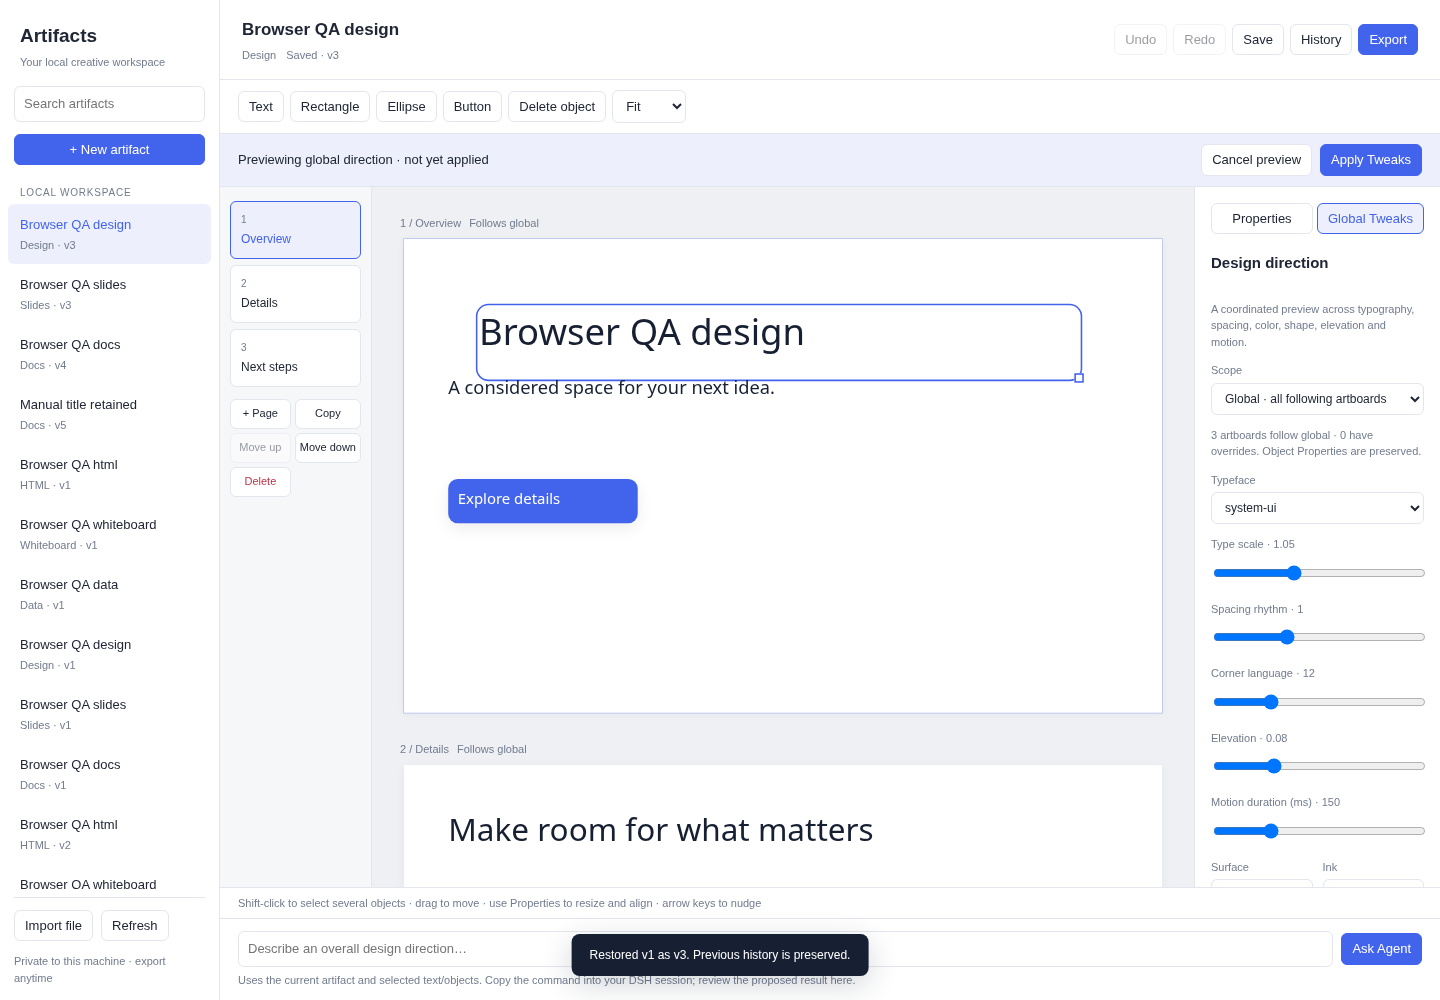 Artifacts
Your local creative workspace
Search artifacts
+ New artifact
LOCAL WORKSPACE
Browser QA design
Design · v3
Browser QA slides
Slides · v3
Browser QA docs
Docs · v4
Manual title retained
Docs · v5
Browser QA html
HTML · v1
Browser QA whiteboard
Whiteboard · v1
Browser QA data
Data · v1
Browser QA design
Design · v1
Browser QA slides
Slides · v1
Browser QA docs
Docs · v1
Browser QA html
HTML · v2
Browser QA whiteboard
Import file
Refresh
Private to this machine · export
anytime
Browser QA design
Design Saved · v3
Undo
Redo
Save
History
Export
Text
Rectangle
Ellipse
Button
Delete object
Fit
Previewing global direction · not yet applied
Cancel preview
Apply Tweaks
1
Overview
2
Details
3
Next steps
+ Page
Copy
Move up
Move down
Delete
1 / Overview Follows global
Browser QA design
A considered space for your next idea.
Explore details
2 / Details Follows global
Make room for what matters
Properties
Global Tweaks
Design direction
A coordinated preview across typography,
spacing, color, shape, elevation and
motion.
Scope
Global · all following artboards
3 artboards follow global · 0 have
overrides. Object Properties are preserved.
Typeface
system-ui
Type scale · 1.05
Spacing rhythm · 1
Corner language · 12
Elevation · 0.08
Motion duration (ms) · 150
Surface
Ink
Shift-click to select several objects · drag to move · use Properties to resize and align · arrow keys to nudge
Describe an overall design direction…
Ask Agent
Restored v1 as v3. Previous history is preserved.
Uses the current artifact and selected text/objects. Copy the command into your DSH session; review the proposed result here.